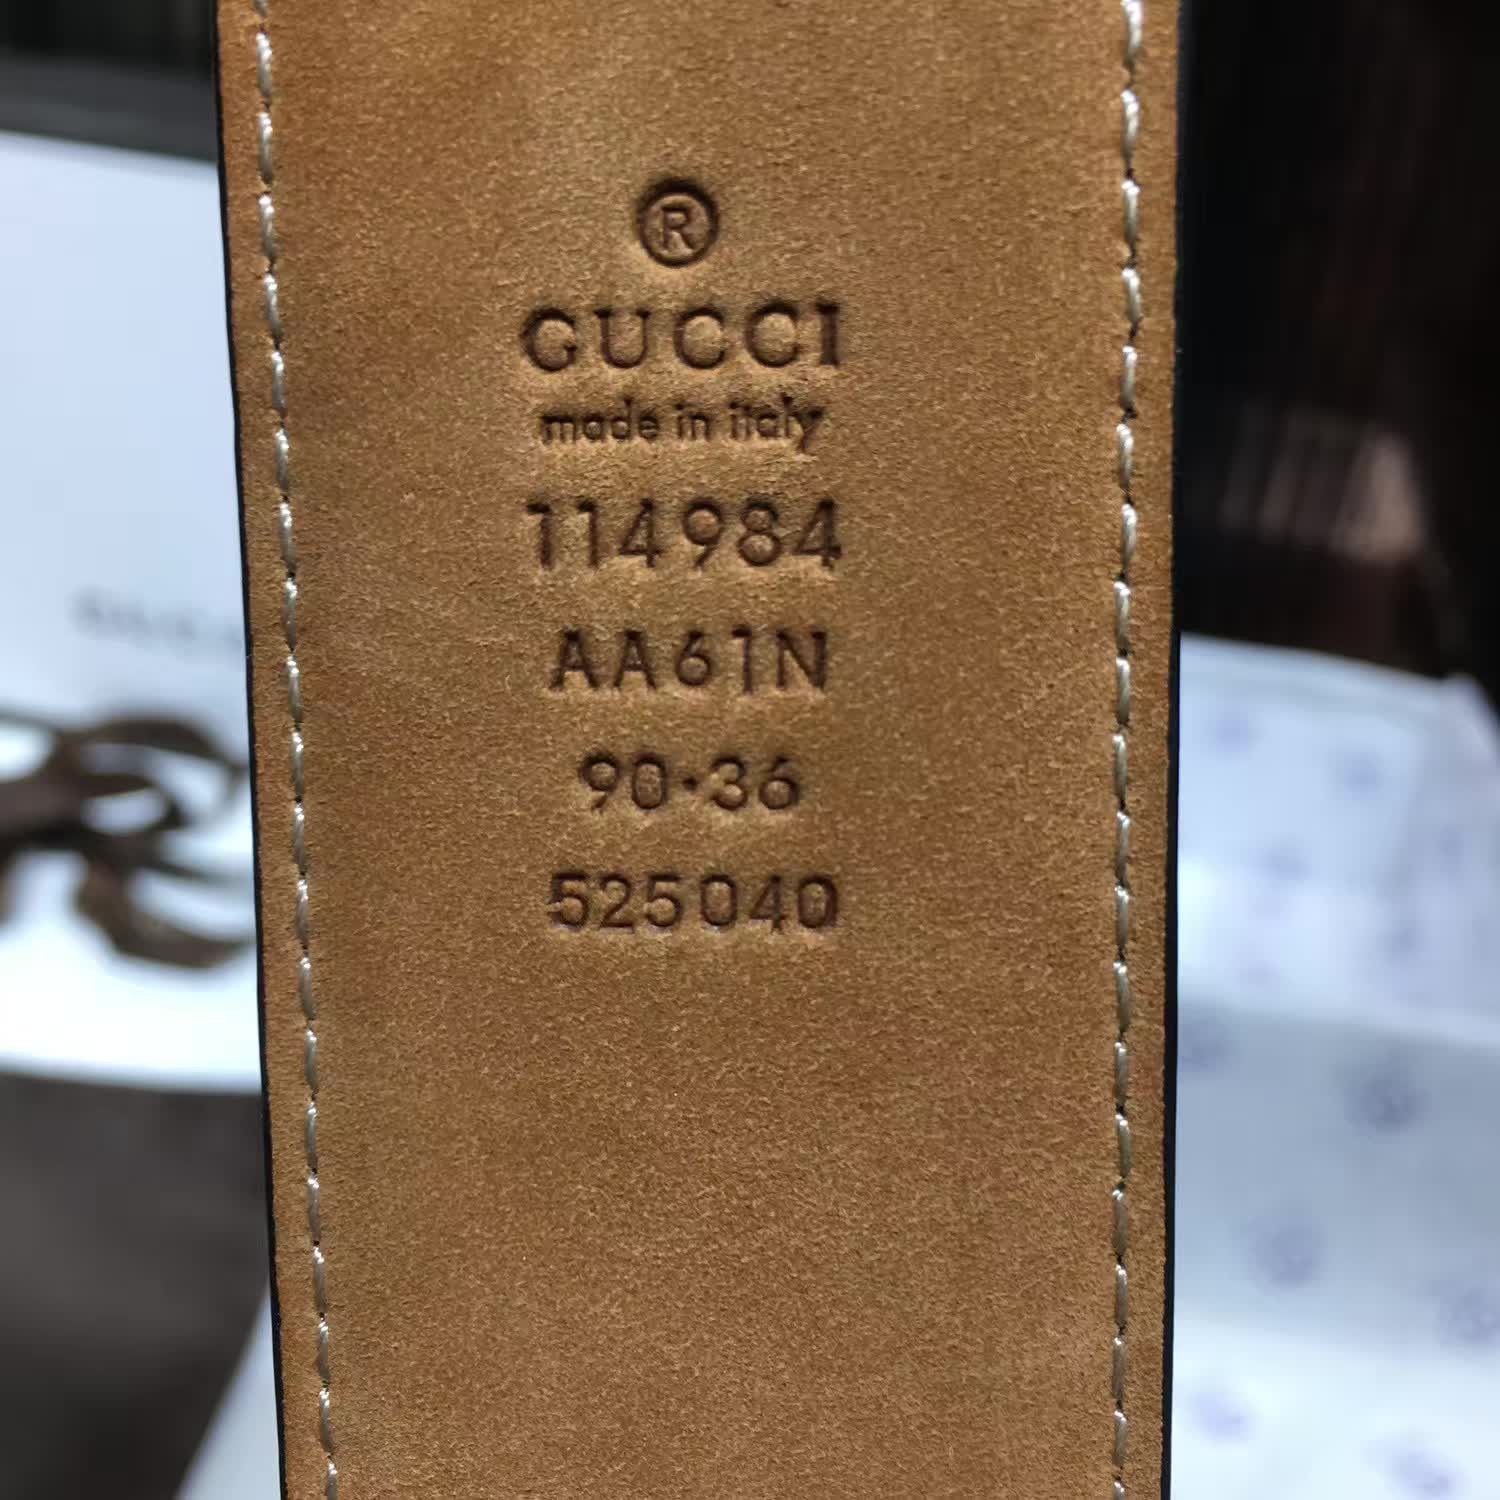 ®
GUCCI
made in italy
114984
AA61N
90·36
525040